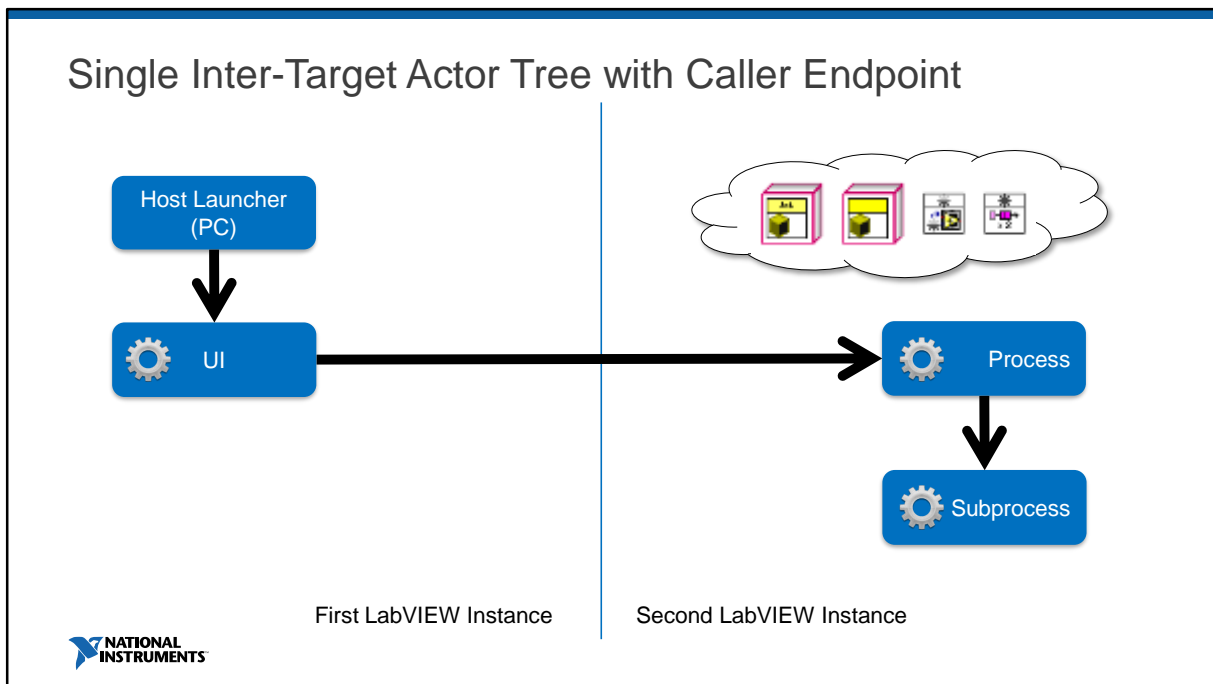 Single Inter-Target Actor Tree with Caller Endpoint
Host Launcher
(PC)
UI
Process
Subprocess
First LabVIEW Instance
Second LabVIEW Instance
NATIONAL
INSTRUMENTS